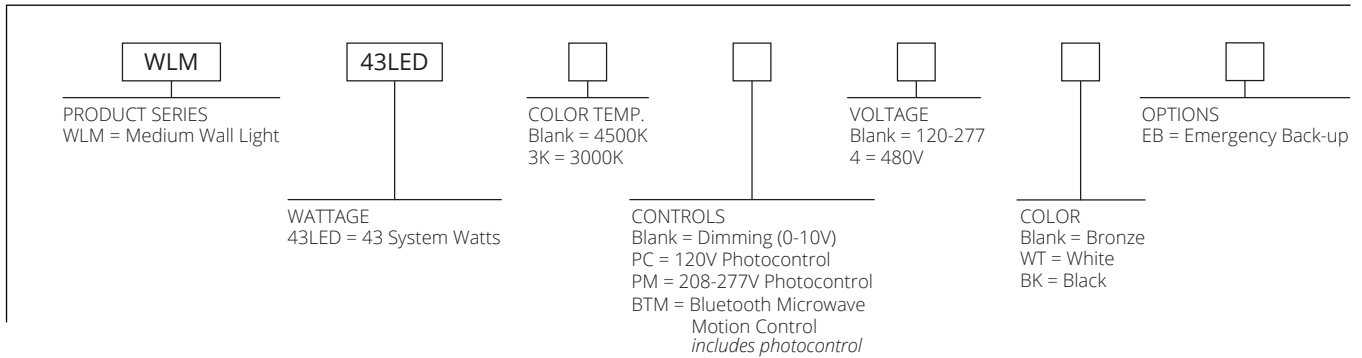 WLM
43LED
PRODUCT SERIES
WLM = Medium Wall Light
WATTAGE
43LED = 43 System Watts
COLOR TEMP.
Blank = 4500K
3K = 3000K
CONTROLS
Blank = Dimming (0-10V)
PC = 120V Photocontrol
PM = 208-277V Photocontrol
BTM = Bluetooth Microwave
Motion Control
includes photocontrol
VOLTAGE
Blank = 120-277
4 = 480V
COLOR
Blank = Bronze
WT = White
BK = Black
OPTIONS
EB = Emergency Back-up